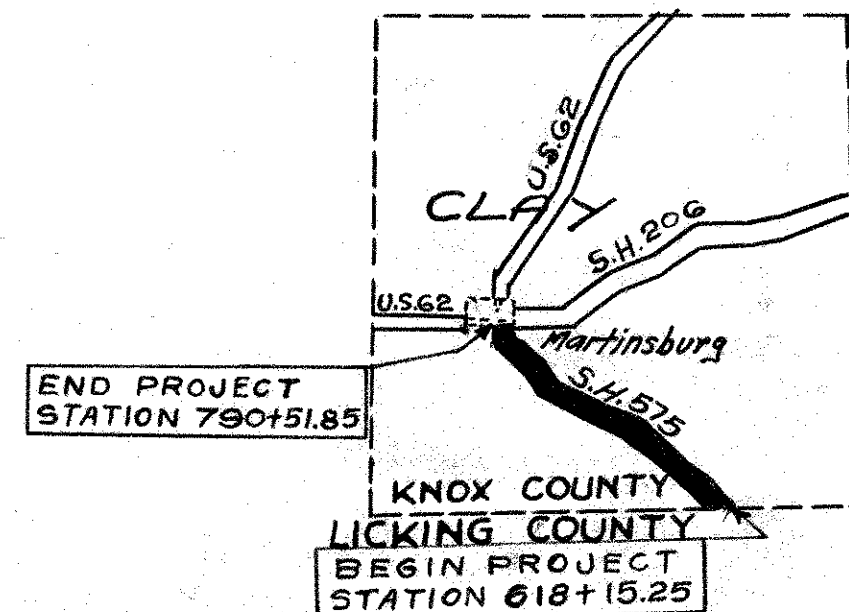 U.S.62
CLAY
S.H.206
U.S.62
Martinsburg
END PROJECT
STATION 790+51.85
S.H.575
KNOX COUNTY
LICKING COUNTY
BEGIN PROJECT
STATION 618+15.25